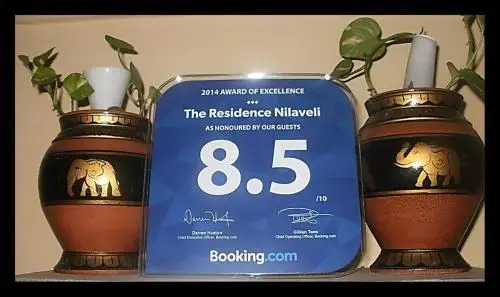 2014 AWARD OF EXCELLENCE
The Residence Nilaveli
AS HONOURED BY OUR GUESTS
8.5
/10
Darren Huston
Chief Executive Officer, Booking.com
Gillian Tans
Chief Operating Officer, Booking.com
Booking.com